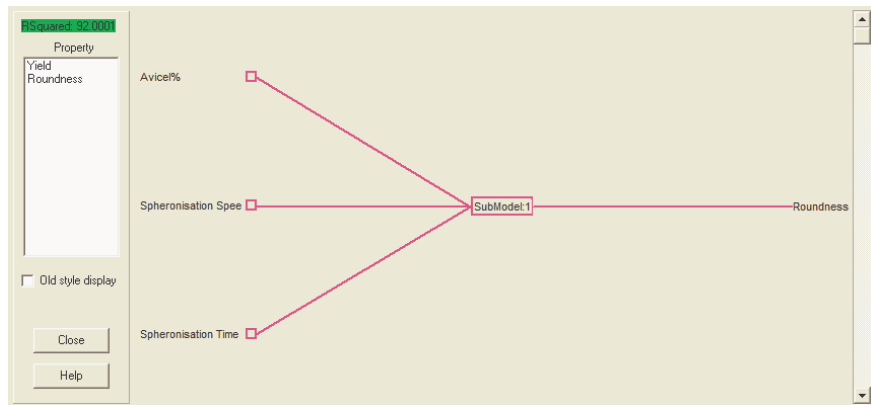 RSquared: 92.0001
Property
Yield
Roundness
Old style display
Close
Help
Avicel%
Spheronisation Spee
Spheronisation Time
SubModel:1
Roundness